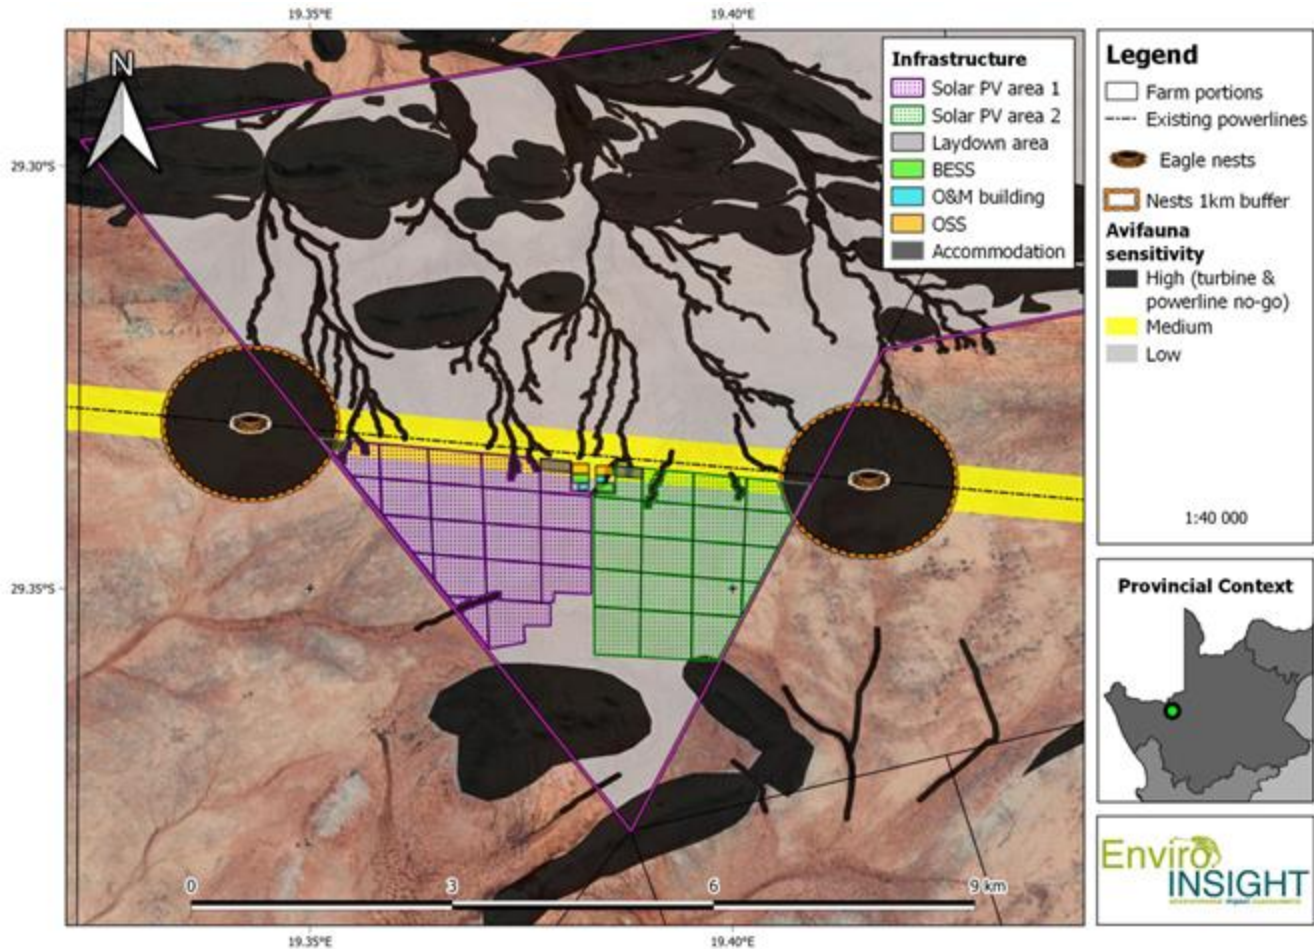 19.35°E
19.40°E
N
29.30°S
29.35°S
Infrastructure
Solar PV area 1
Solar PV area 2
Laydown area
BESS
O&M building
OSS
Accommodation
0
3
6
9 km
19.35°E
19.40°E
Legend
Farm portions
Existing powerlines
Eagle nests
Nests 1km buffer
Avifauna
sensitivity
High (turbine &
powerline no-go)
Medium
Low
1:40 000
Provincial Context
Enviro
INSIGHT